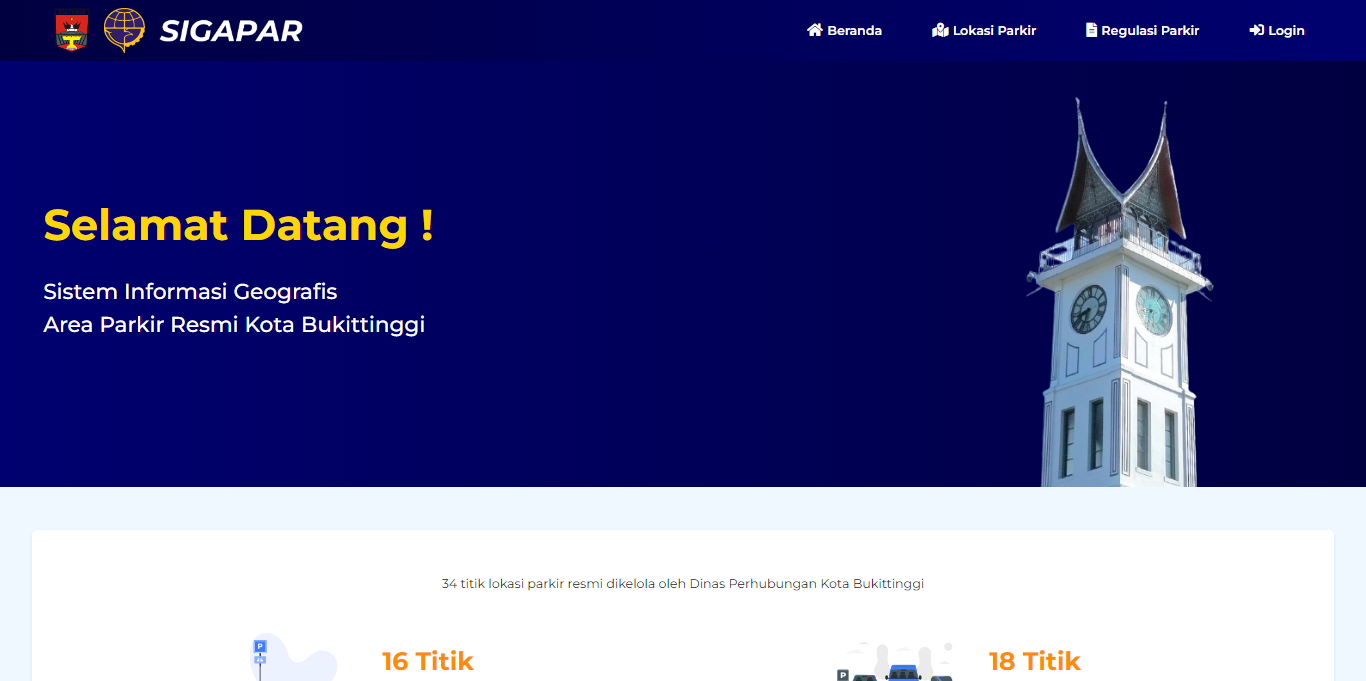 SIGAPAR
Beranda
Lokasi Parkir
Regulasi Parkir
Login
Selamat Datang !
Sistem Informasi Geografis
Area Parkir Resmi Kota Bukittinggi
34 titik lokasi parkir resmi dikelola oleh Dinas Perhubungan Kota Bukittinggi
P
16 Titik
P
18 Titik